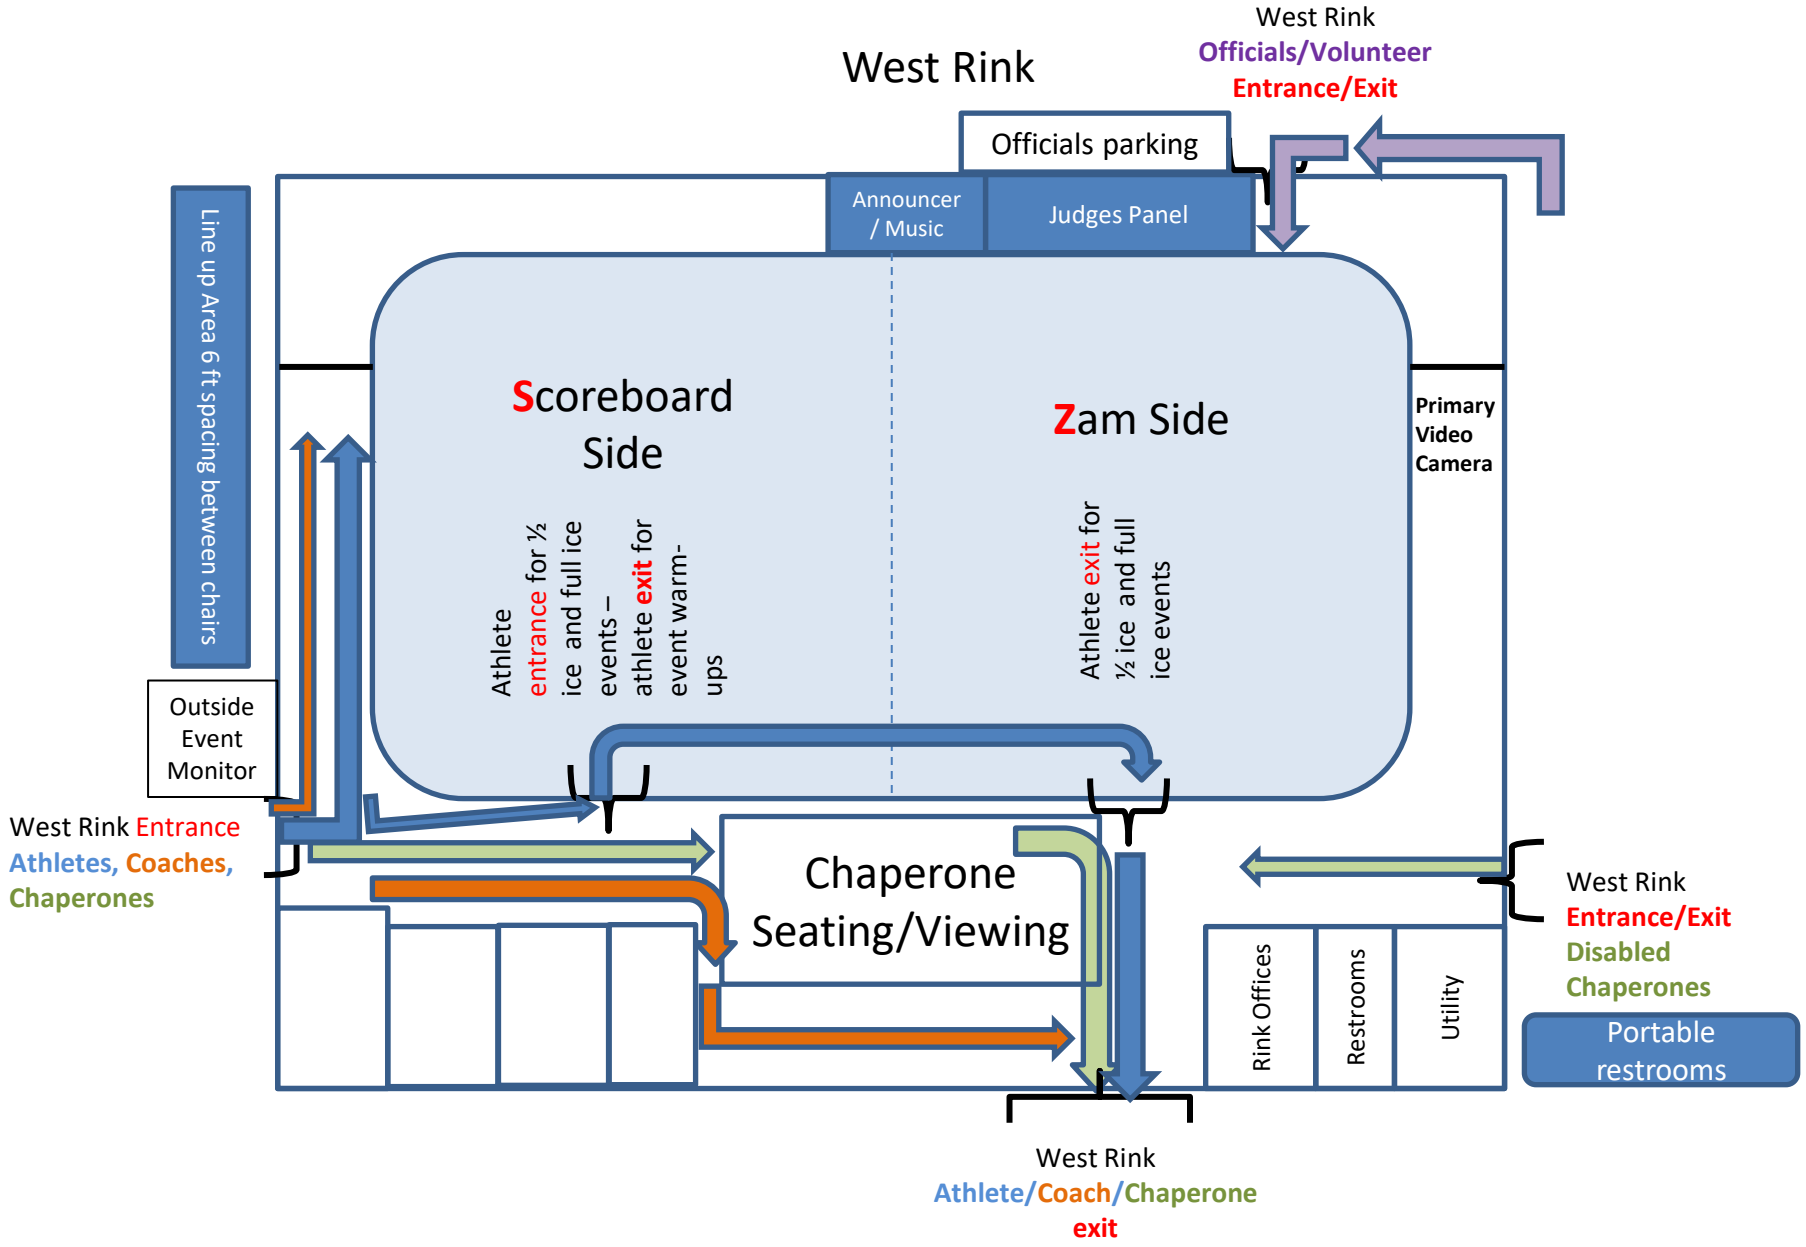 West Rink
Officials/Volunteer
Entrance/Exit
West Rink
Officials parking
Announcer
/ Music
Judges Panel
Line up Area 6 ft spacing between chairs
Scoreboard
Side
Zam Side
Primary
Video
Camera
Athlete
entrance for ½
ice  and full ice
events –
athlete exit for
event warm-
ups
Athlete exit for
½ ice  and full
ice events
Outside
Event
Monitor
West Rink Entrance
Athletes, Coaches,
Chaperones
Chaperone
Seating/Viewing
West Rink
Entrance/Exit
Disabled
Chaperones
Rink Offices
Restrooms
Utility
Portable
restrooms
West Rink
Athlete/Coach/Chaperone
exit